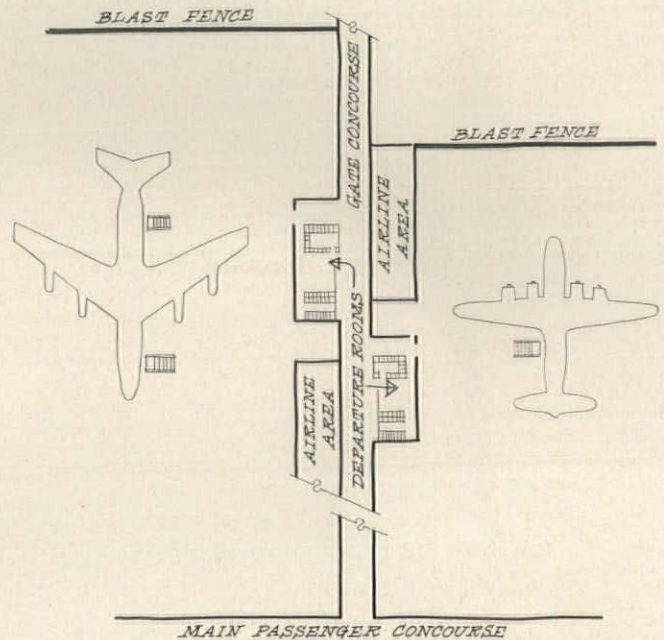 BLAST FENCE
GATE CONCOURSE
BLAST FENCE
AIRLINE
AREA
DEPARTURE ROOMS
AIRLINE
AREA
MAIN PASSENGER CONCOURSE